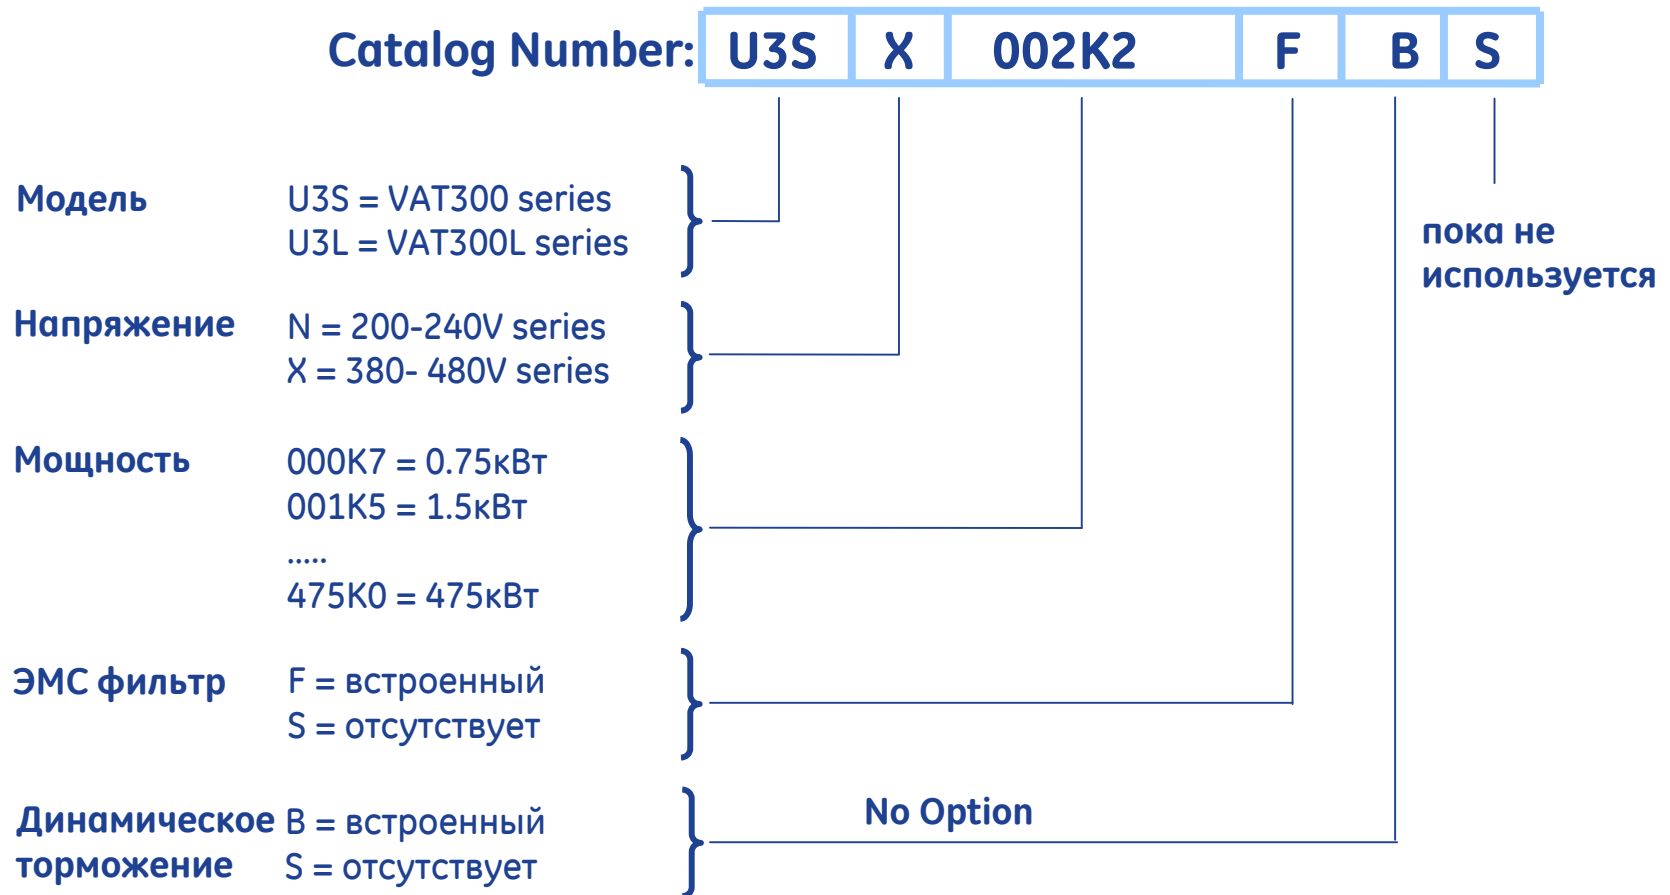 Catalog Number: U3S X 002K2 F B S
Модель U3S = VAT300 series
U3L = VAT300L series
пока не
используется
Напряжение N = 200-240V series
X = 380- 480V series
Мощность 000K7 = 0.75кВт
001K5 = 1.5кВт
.....
475K0 = 475кВт
ЭМС фильтр F = встроенный
S = отсутствует
No Option
Динамическое B = встроенный
торможение S = отсутствует